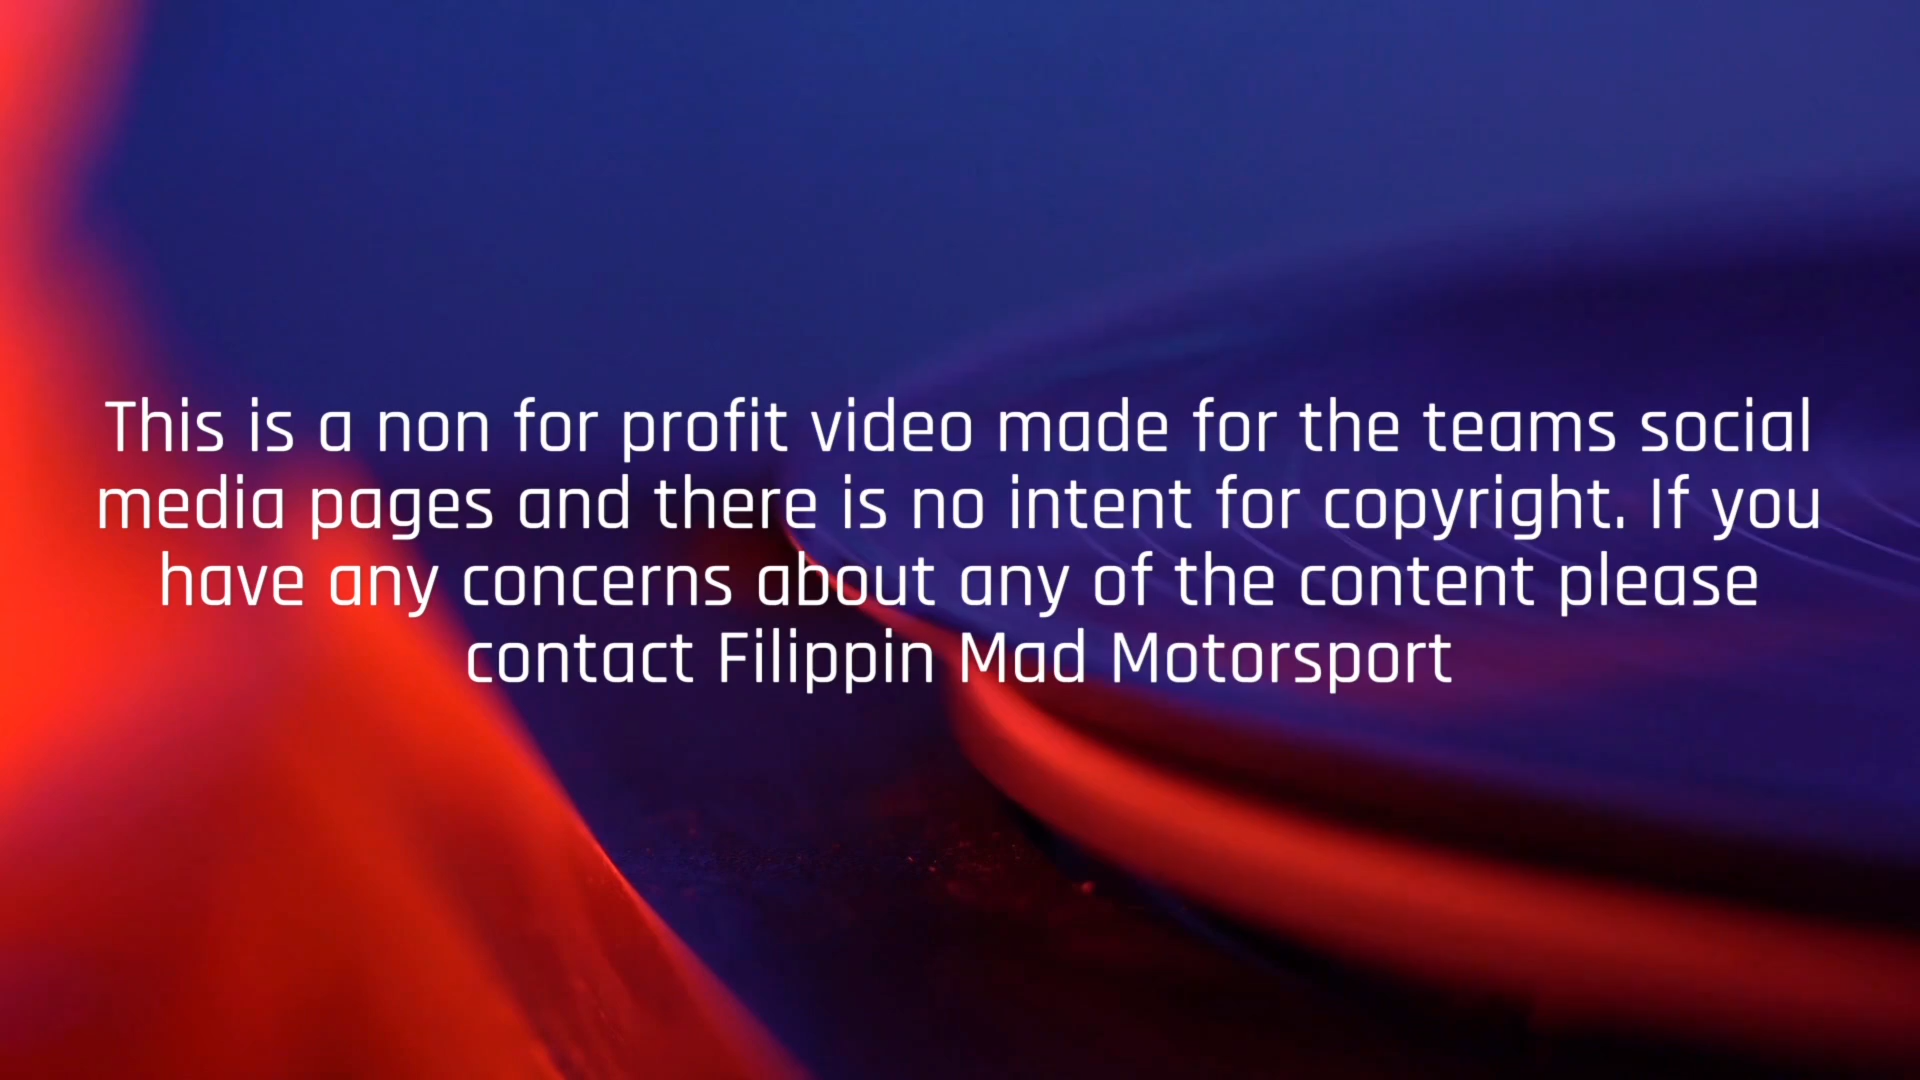 This is a non for profit video made for the teams social
media pages and there is no intent for copyright. If you
have any concerns about any of the content please
contact Filippin Mad Motorsport